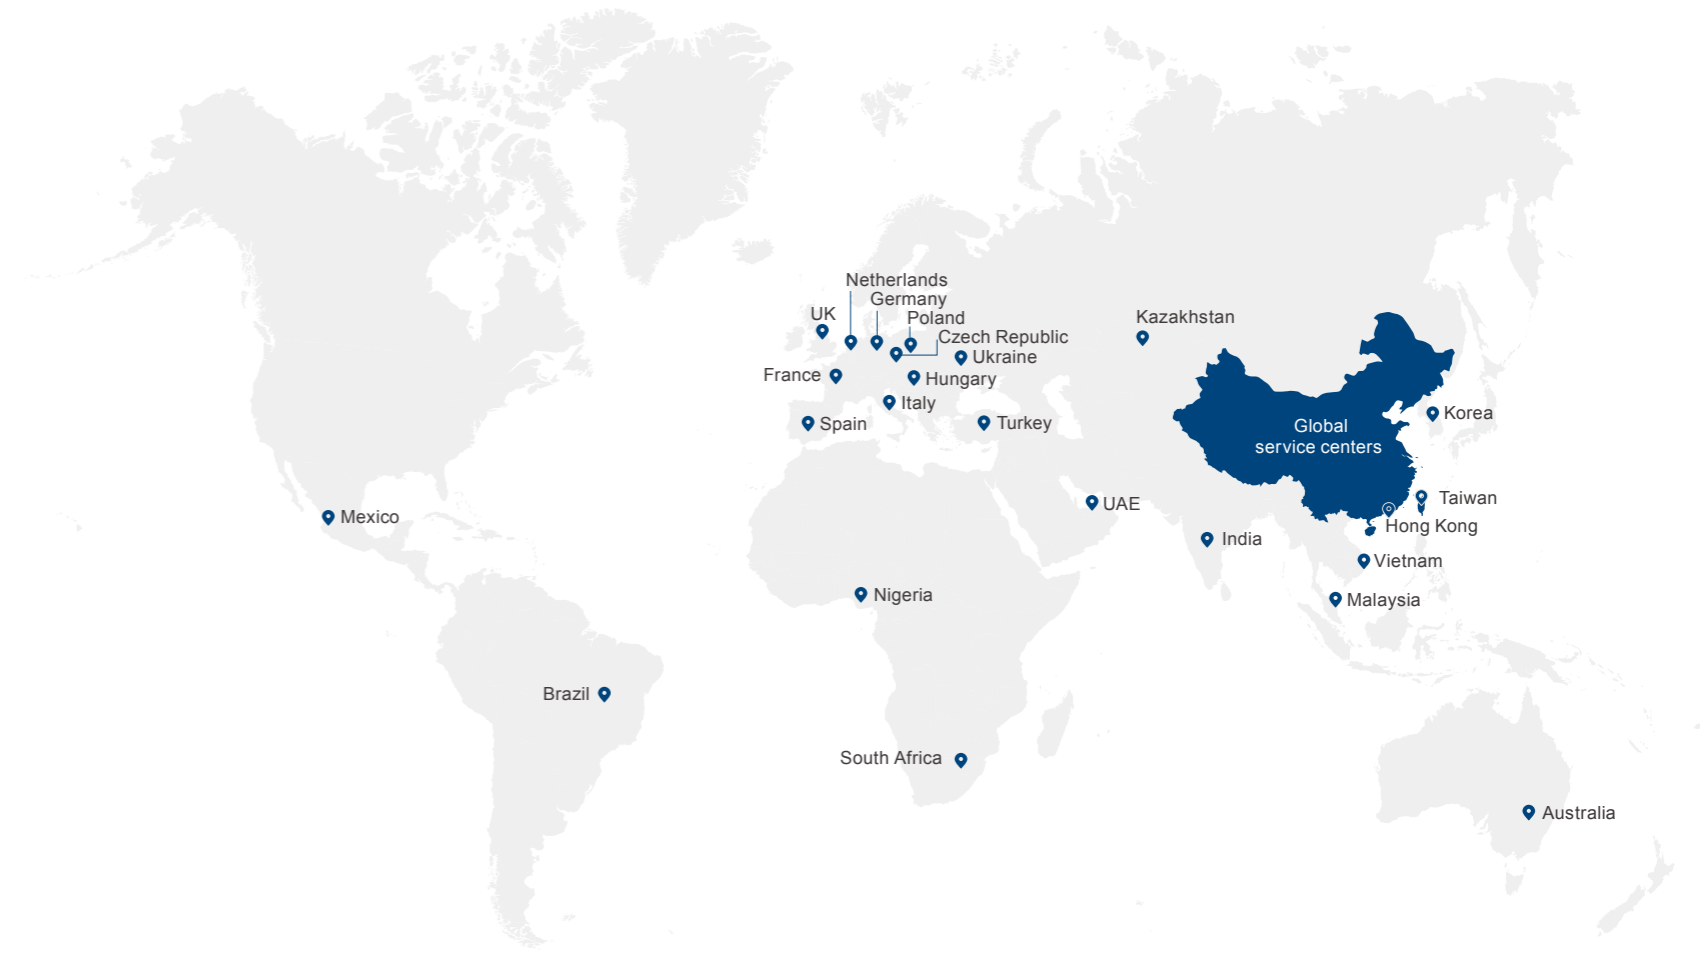 Netherlands
Germany
UK
Poland
Kazakhstan
Czech Republic
Ukraine
France
Hungary
Italy
Korea
Spain
Turkey
Global
service centers
Taiwan
UAE
Mexico
Hong Kong
India
Vietnam
Nigeria
Malaysia
Brazil
South Africa
Australia